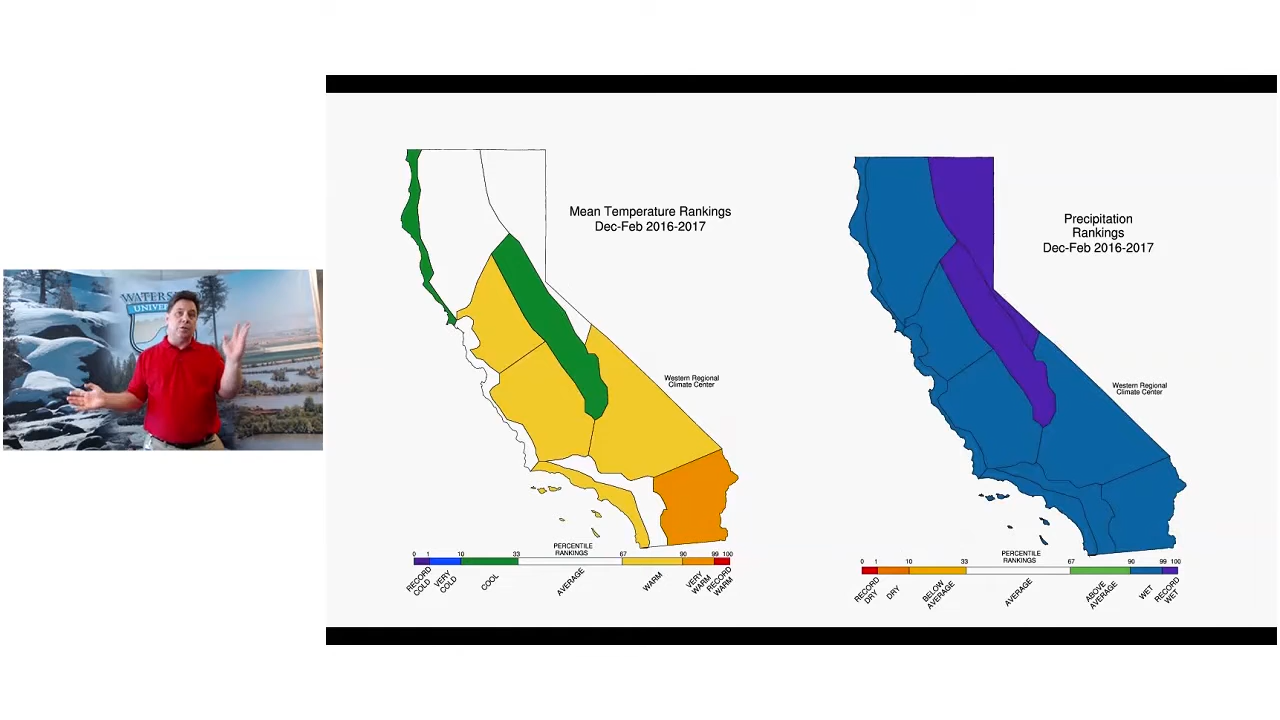 WATERS
UNIVER
Mean Temperature Rankings
Dec-Feb 2016-2017
Western Regional
Climate Center
PERCENTILE
RANKINGS
0 1 10 33 67 90 99 100
RECORD
COLD
VERY
COLD
COOL
AVERAGE
WARM
VERY
WARM
RECORD
WARM
Precipitation
Rankings
Dec-Feb 2016-2017
Western Regional
Climate Center
PERCENTILE
RANKINGS
0 1 10 33 67 90 99 100
RECORD
DRY
DRY
BELOW
AVERAGE
AVERAGE
ABOVE
AVERAGE
WET
RECORD
WET